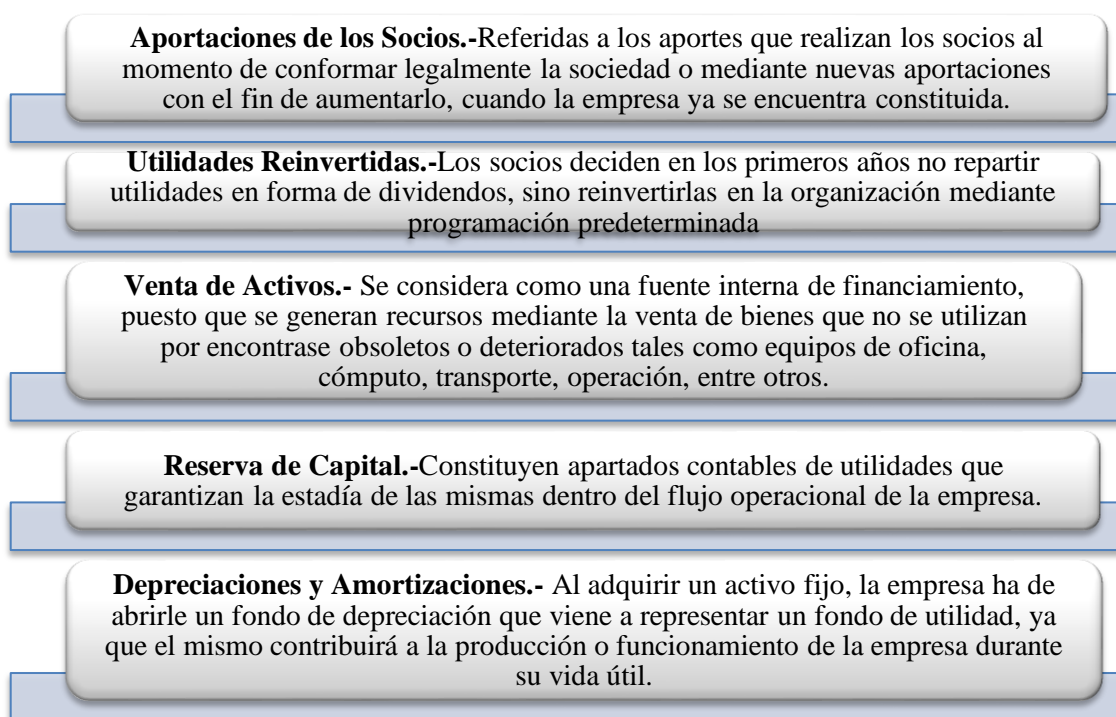 Aportaciones de los Socios.-Referidas a los aportes que realizan los socios al
momento de conformar legalmente la sociedad o mediante nuevas aportaciones
con el fin de aumentarlo, cuando la empresa ya se encuentra constituida.
Utilidades Reinvertidas.-Los socios deciden en los primeros años no repartir
utilidades en forma de dividendos, sino reinvertirlas en la organización mediante
programación predeterminada
Venta de Activos.- Se considera como una fuente interna de financiamiento,
puesto que se generan recursos mediante la venta de bienes que no se utilizan
por encontrase obsoletos o deteriorados tales como equipos de oficina,
cómputo, transporte, operación, entre otros.
Reserva de Capital.-Constituyen apartados contables de utilidades que
garantizan la estadía de las mismas dentro del flujo operacional de la empresa.
Depreciaciones y Amortizaciones.- Al adquirir un activo fijo, la empresa ha de
abrirle un fondo de depreciación que viene a representar un fondo de utilidad, ya
que el mismo contribuirá a la producción o funcionamiento de la empresa durante
su vida útil.